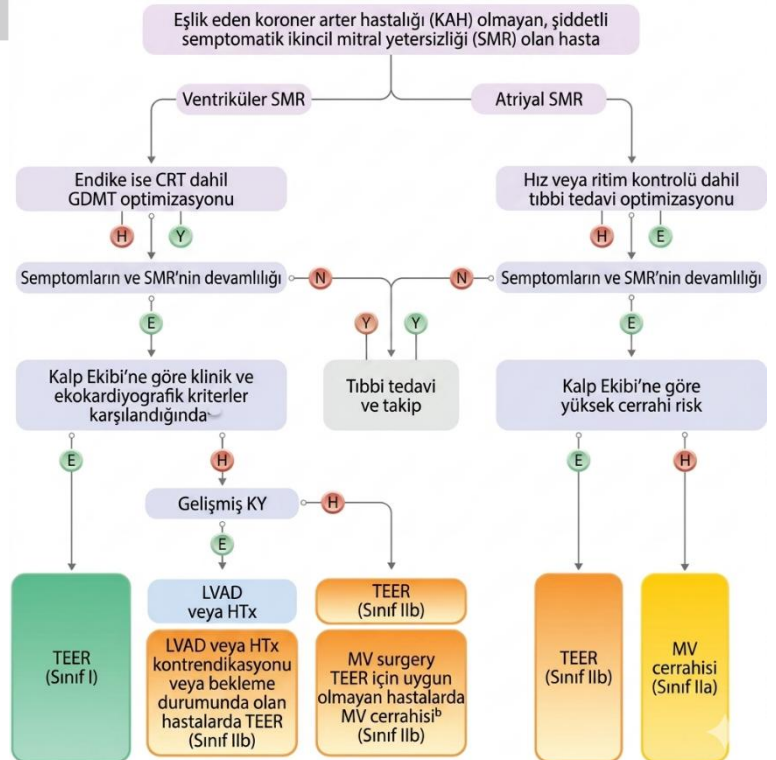 Eşlik eden koroner arter hastalığı (KAH) olmayan, şiddetli
semptomatik ikincil mitral yetersizliği (SMR) olan hasta
Ventriküler SMR
Atriyal SMR
Endike ise CRT dahil
GDMT optimizasyonu
Hız veya ritim kontrolü dahil
tıbbi tedavi optimizasyonu
H
Y
H
E
Semptomların ve SMR'nin devamlılığı
N
N
Semptomların ve SMR'nin devamlılığı
E
Y
Y
E
Kalp Ekibi'ne göre klinik ve
ekokardiyografik kriterler
karşılandığında
Tıbbi tedavi
ve takip
Kalp Ekibi'ne göre
yüksek cerrahi risk
E
H
E
H
Gelişmiş KY
H
E
TEER
(Sınıf I)
LVAD
veya HTx
LVAD veya HTx
kontrendikasyonu
veya bekleme
durumunda olan
hastalarda TEER
(Sınıf IIb)
TEER
(Sınıf IIb)
MV surgery
TEER için uygun
olmayan hastalarda
MV cerrahisiᵇ
(Sınıf IIb)
TEER
(Sınıf IIb)
MV
cerrahisi
(Sınıf IIa)